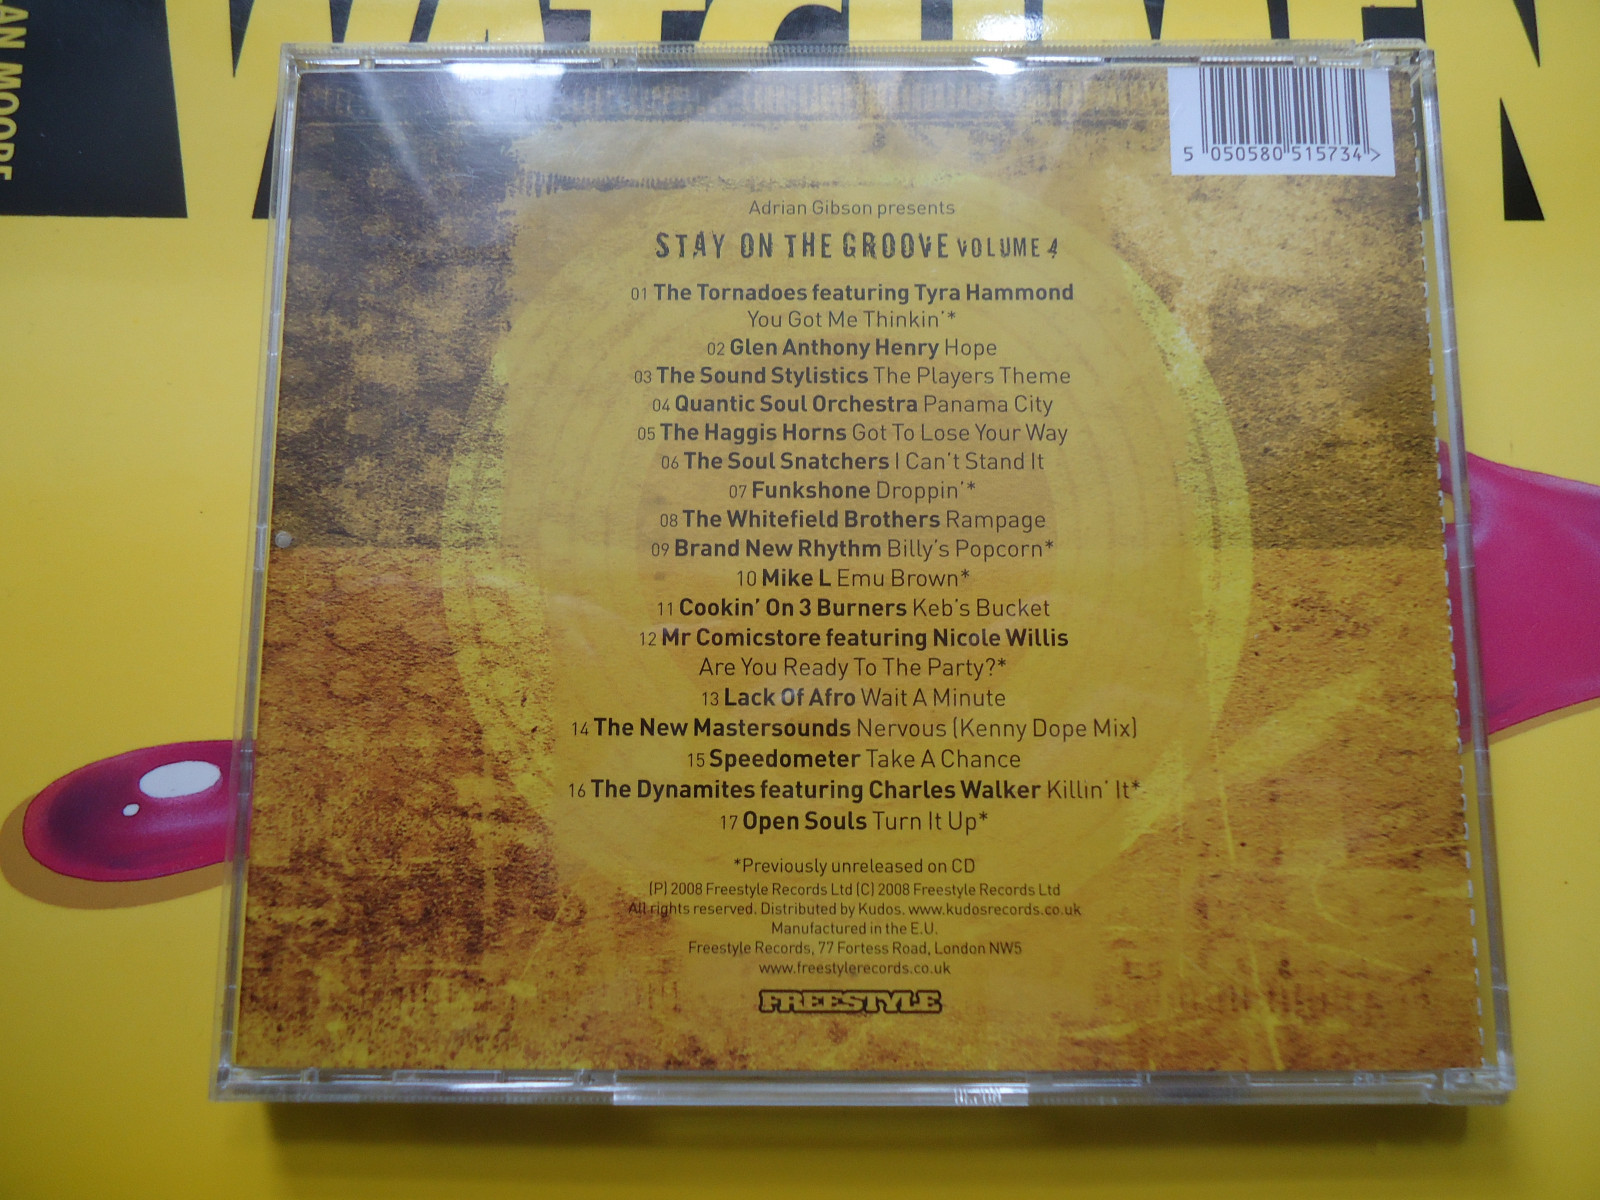 WATCHMEN
AN MOORE
5 050580 515734 >
Adrian Gibson presents
STAY ON THE GROOVE VOLUME 4
01 The Tornadoes featuring Tyra Hammond
You Got Me Thinkin'*
02 Glen Anthony Henry Hope
03 The Sound Stylistics The Players Theme
04 Quantic Soul Orchestra Panama City
05 The Haggis Horns Got To Lose Your Way
06 The Soul Snatchers I Can't Stand It
07 Funkshone Droppin'*
08 The Whitefield Brothers Rampage
09 Brand New Rhythm Billy's Popcorn*
10 Mike L Emu Brown*
11 Cookin' On 3 Burners Keb's Bucket
12 Mr Comicstore featuring Nicole Willis
Are You Ready To The Party?*
13 Lack Of Afro Wait A Minute
14 The New Mastersounds Nervous (Kenny Dope Mix)
15 Speedometer Take A Chance
16 The Dynamites featuring Charles Walker Killin' It*
17 Open Souls Turn It Up*
*Previously unreleased on CD
(P) 2008 Freestyle Records Ltd (C) 2008 Freestyle Records Ltd
All rights reserved. Distributed by Kudos. www.kudosrecords.co.uk
Manufactured in the E.U.
Freestyle Records, 77 Fortess Road, London NW5
www.freestylerecords.co.uk
FREESTYLE